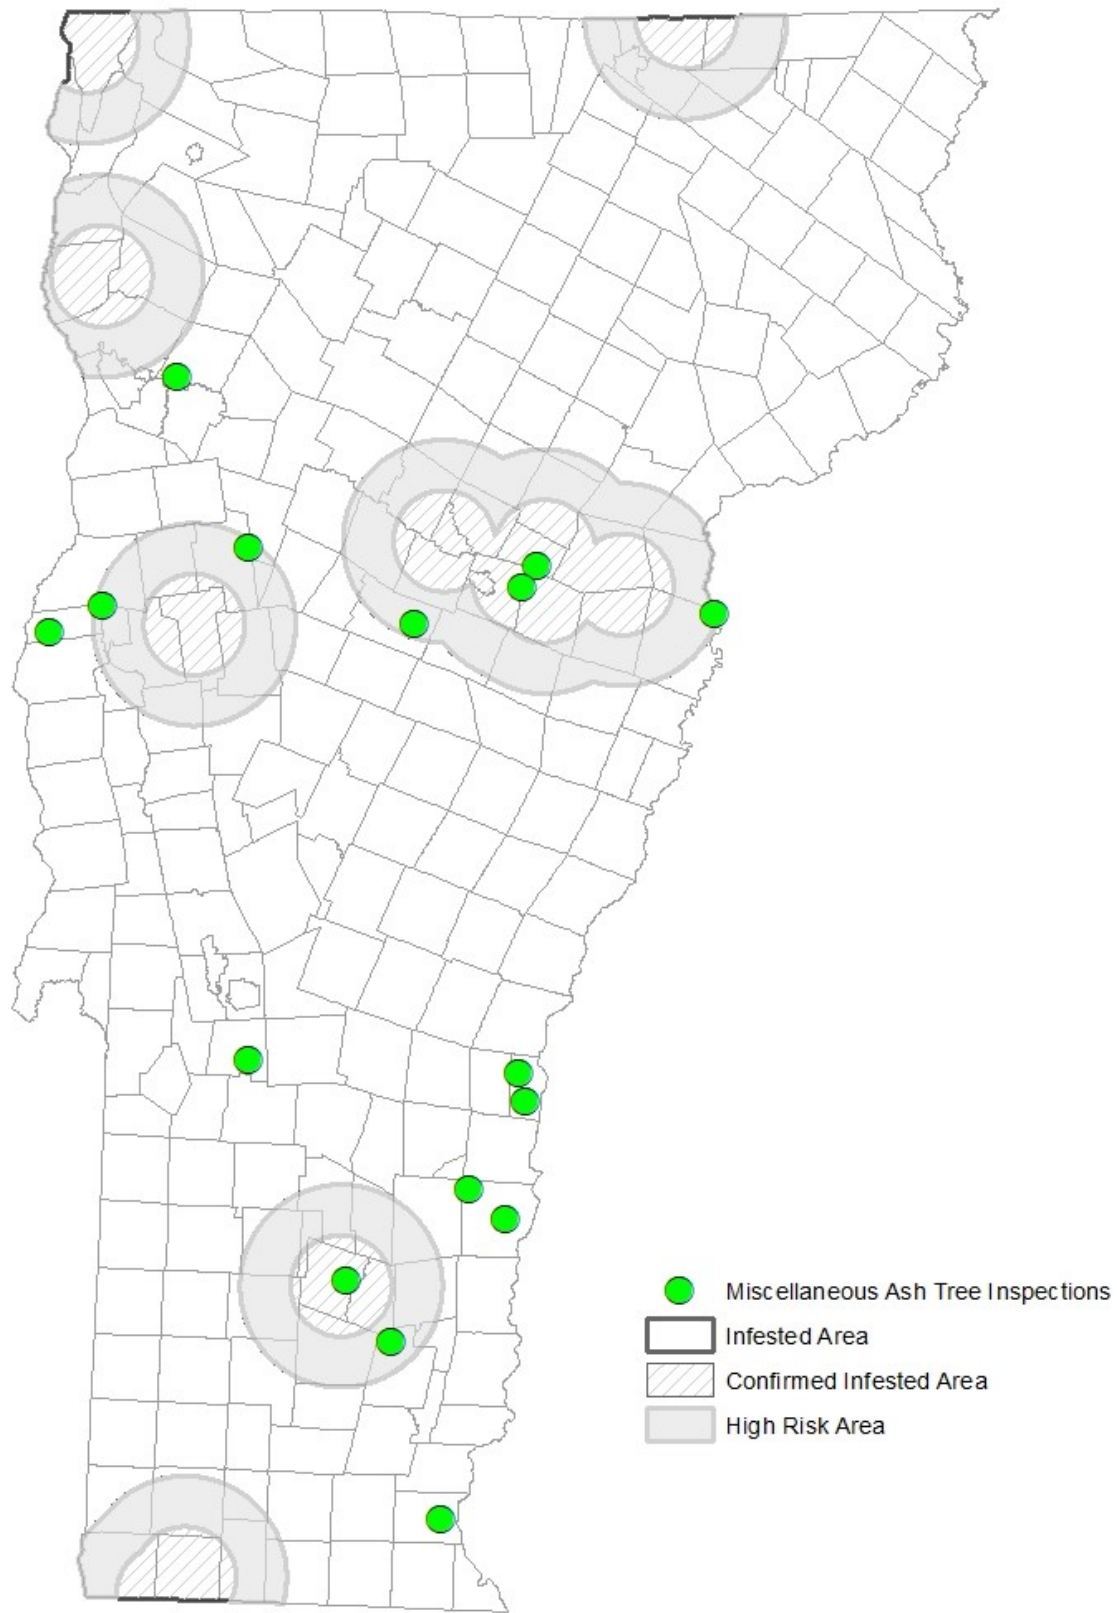 Miscellaneous Ash Tree Inspections
Infested Area
Confirmed Infested Area
High Risk Area